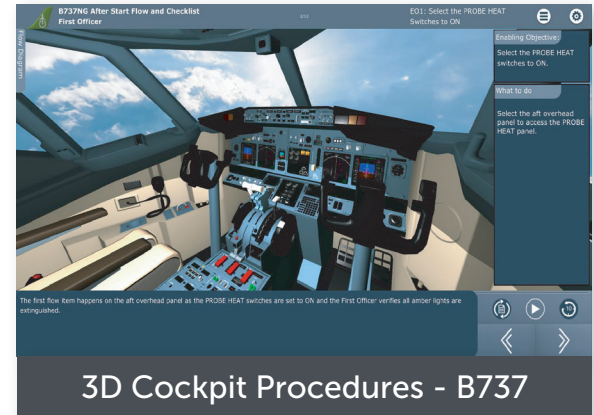 B737NG After Start Flow and Checklist
First Officer
EO1: Select the PROBE HEAT
Switches to ON
Flow Diagram
Enabling Objective:
Select the PROBE HEAT
switches to ON.
What to do
Select the aft overhead
panel to access the PROBE
HEAT panel.
The first flow item happens on the aft overhead panel as the PROBE HEAT switches are set to ON and the First Officer verifies all amber lights are
extinguished.
10
3D Cockpit Procedures - B737